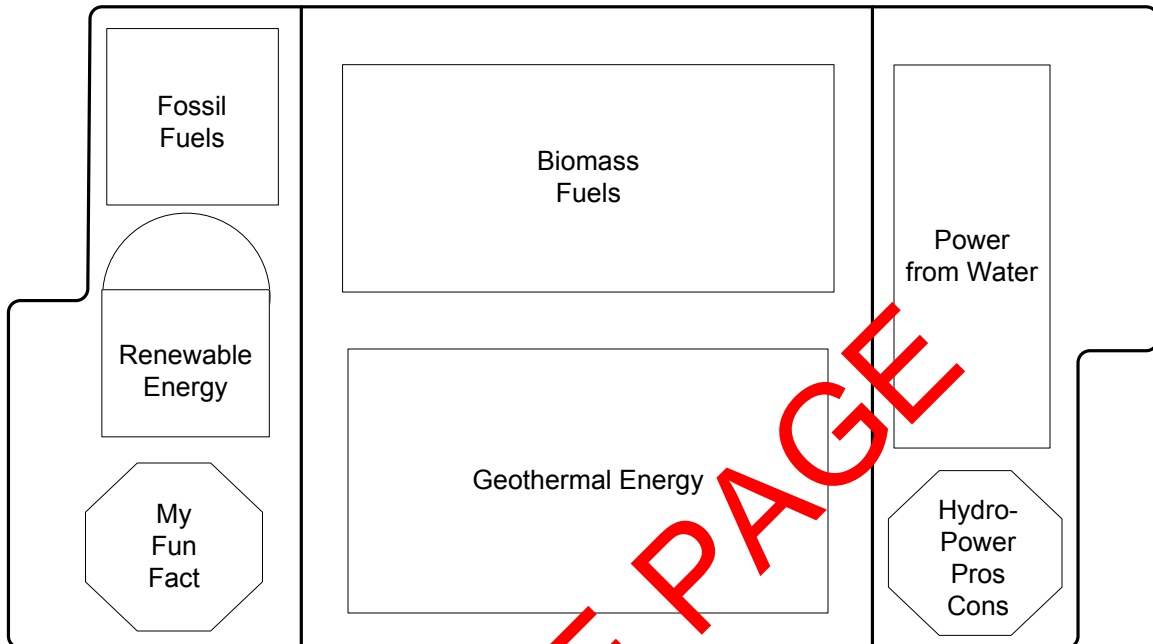 Fossil
Fuels
Biomass
Fuels
Power
from Water
Renewable
Energy
Geothermal Energy
My
Fun
Fact
Hydro-
Power
Pros
Cons
PAGE